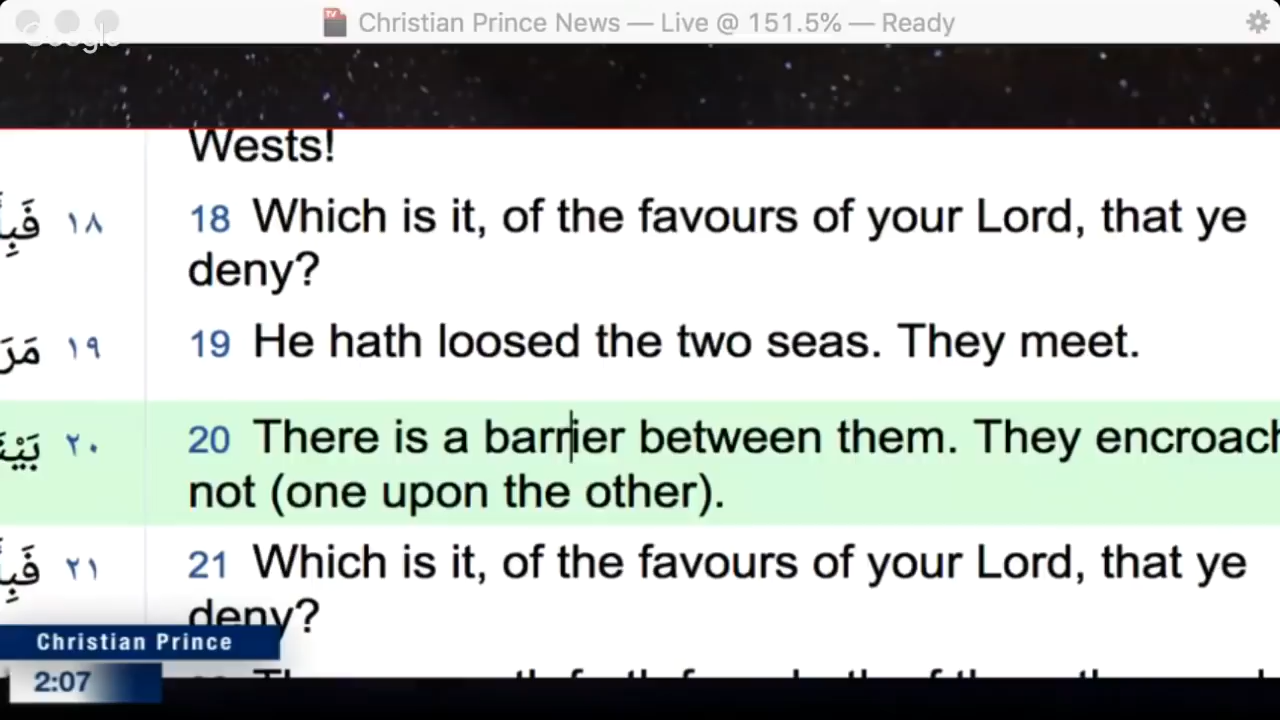 Christian Prince News — Live @ 151.5% — Ready
Google
Wests!
فَبِأَ ١٨ 18 Which is it, of the favours of your Lord, that ye
deny?
مَرَ ١٩ 19 He hath loosed the two seas. They meet.
٢٠ 20 There is a barrier between them. They encroach
not (one upon the other).
فَبِأَ ٢١ 21 Which is it, of the favours of your Lord, that ye
deny?
Christian Prince
2:07